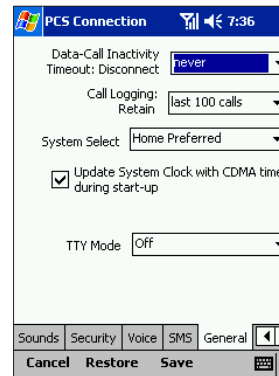 PCS Connection 7:36
Data-Call Inactivity
Timeout: Disconnect never
Call Logging:
Retain last 100 calls
System Select Home Preferred
Update System Clock with CDMA time
during start-up
TTY Mode Off
Sounds Security Voice SMS General
Cancel Restore Save